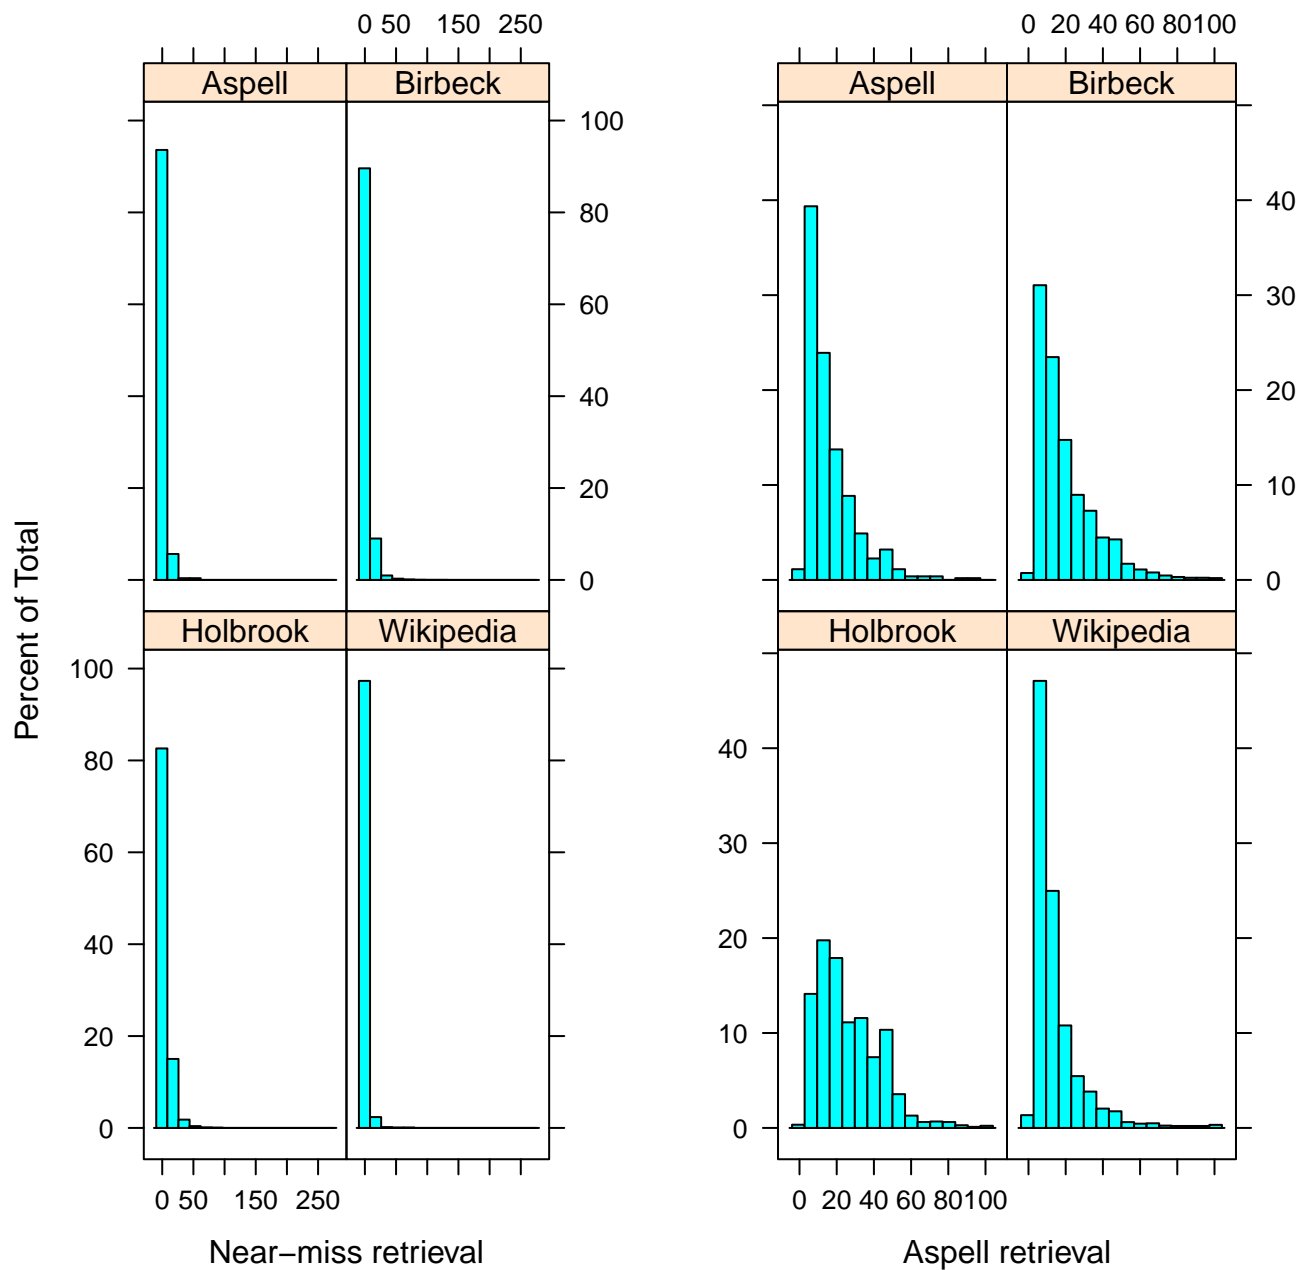 0 50 150 250
0 20 40 60 80100
Aspell Birbeck
Aspell Birbeck
100
80
60
40
20
0
40
30
20
10
0
Percent of Total
Holbrook Wikipedia
Holbrook Wikipedia
100
80
60
40
20
0
40
30
20
10
0
0 50 150 250
0 20 40 60 80100
Near−miss retrieval
Aspell retrieval